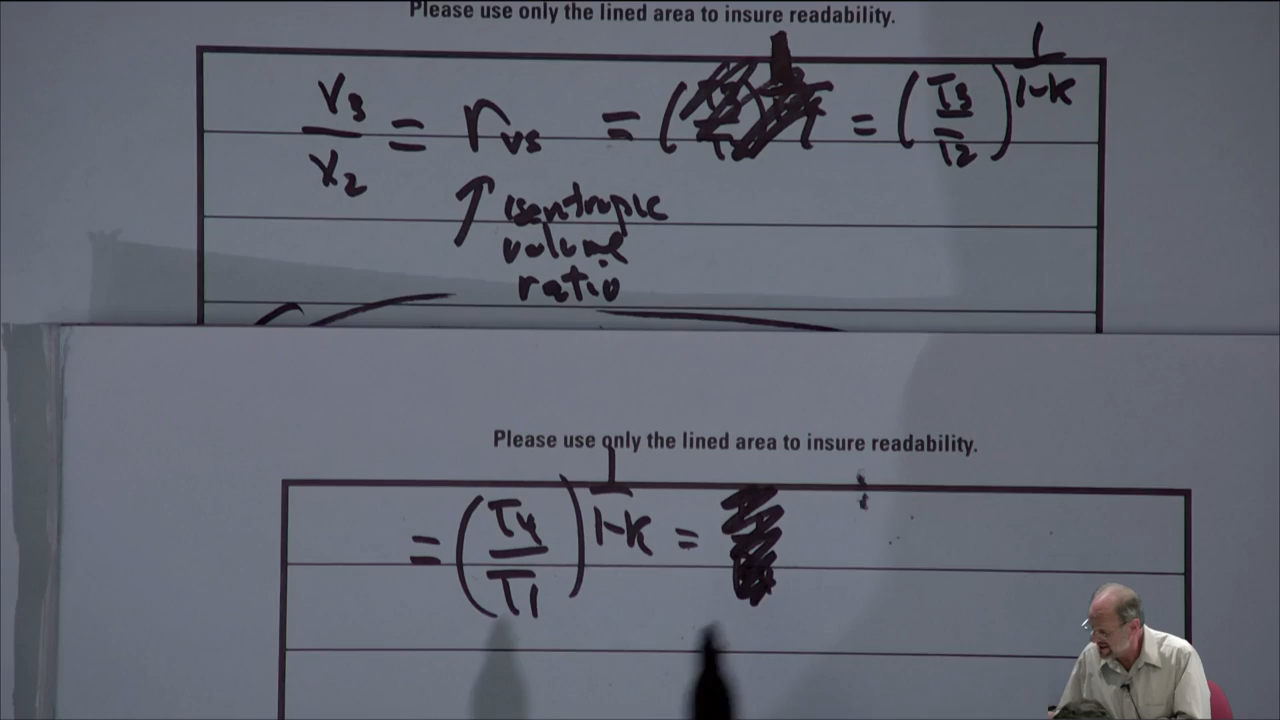 Please use only the lined area to insure readability.
V3/V2 = rvs = ( = (T3/T2)^1/1-K
↑ isentropic
volume
ratio
Please use only the lined area to insure readability.
= (T4/T1)^1/1-K =